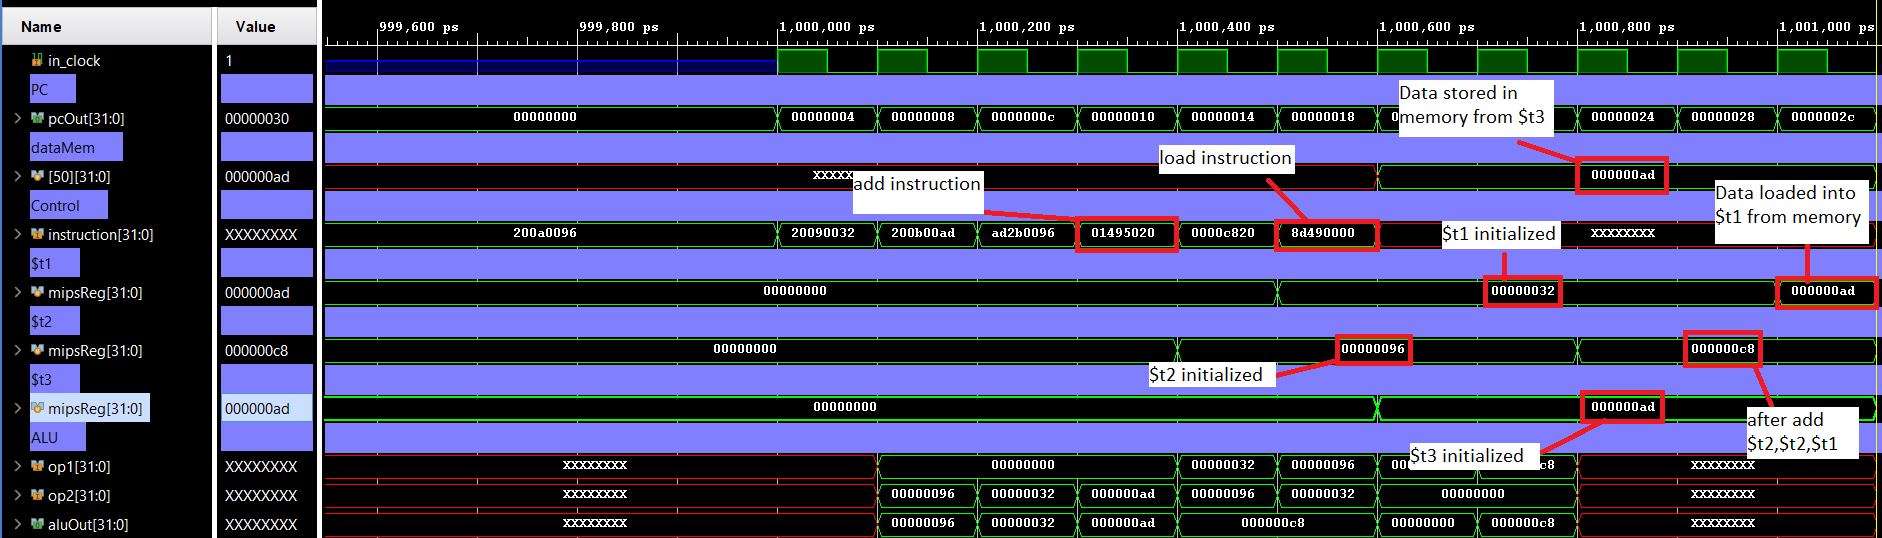 Name Value 999,600 ps 999,800 ps 1,000,000 ps 1,000,200 ps 1,000,400 ps 1,000,600 ps 1,000,800 ps 1,001,000 ps
in_clock 1
PC
Data stored in
memory from $t3
pcOut[31:0] 00000030 00000000 00000004 00000008 0000000c 00000010 00000014 00000018 00000024 00000028 0000002c
dataMem
load instruction
[50][31:0] 000000ad 000000ad
add instruction
Data loaded into
$t1 from memory
Control
instruction[31:0] XXXXXXXX 200a0096 20090032 200b00ad ad2b0096 01495020 0000c820 8d490000 XXXXXXXX
$t1 initialized
$t1
mipsReg[31:0] 000000ad 00000000 00000032 000000ad
$t2
mipsReg[31:0] 000000c8 00000000 00000096 000000c8
$t2 initialized
$t3
mipsReg[31:0] 000000ad 00000000 000000ad
after add
$t2,$t2,$t1
ALU
$t3 initialized
op1[31:0] XXXXXXXX XXXXXXXX 00000000 00000032 00000096 c8 XXXXXXXX
op2[31:0] XXXXXXXX XXXXXXXX 00000096 00000032 000000ad 00000096 00000032 00000000 XXXXXXXX
aluOut[31:0] XXXXXXXX XXXXXXXX 00000096 00000032 000000ad 000000c8 00000000 000000c8 XXXXXXXX